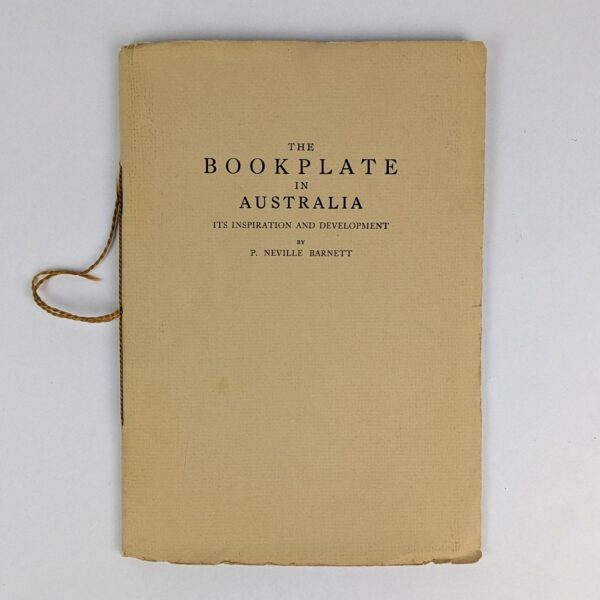 THE
BOOKPLATE
IN
AUSTRALIA
ITS INSPIRATION AND DEVELOPMENT
BY
P. NEVILLE BARNETT